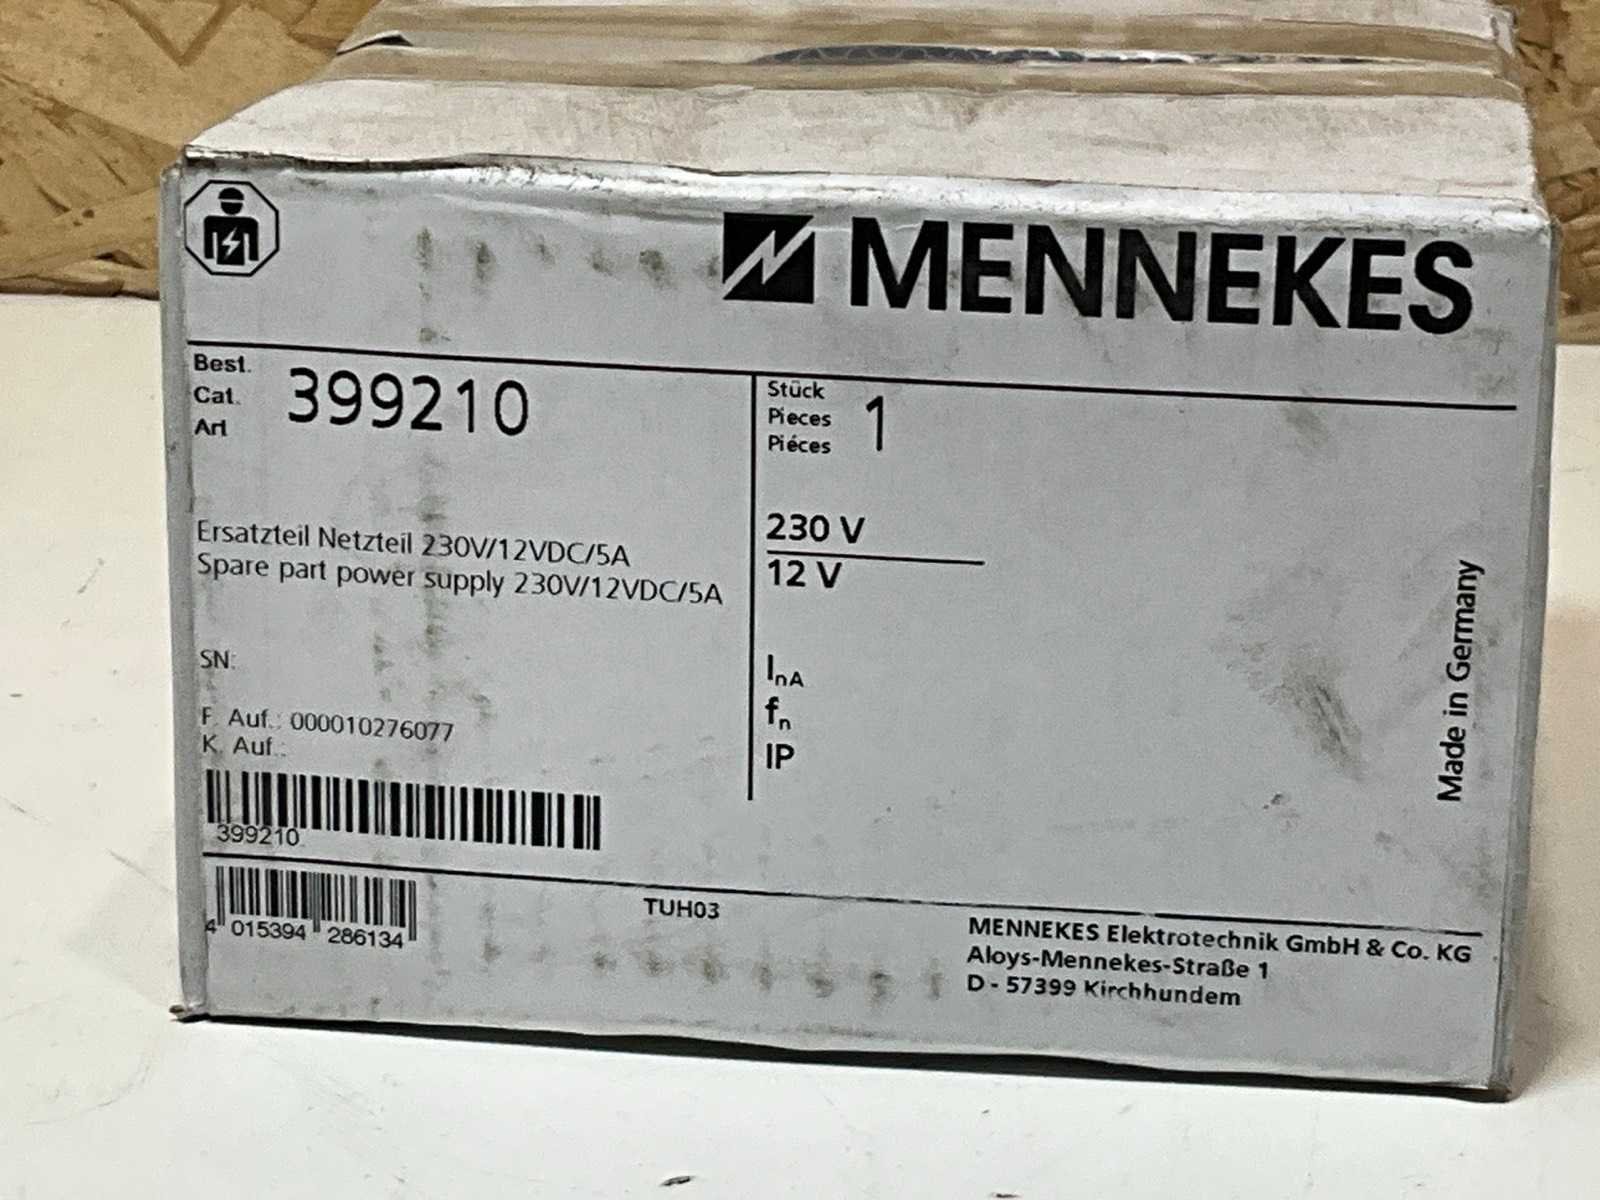 MENNEKES
Best.
Cat.
Art
399210
Stück
Pieces
Piéces
1
Ersatzteil Netzteil 230V/12VDC/5A
Spare part power supply 230V/12VDC/5A
230 V
12 V
SN:
InA
fn
IP
F. Auf.: 000010276077
K. Auf.:
399210
Made in Germany
4 015394 286134
TUH03
MENNEKES Elektrotechnik GmbH & Co. KG
Aloys-Mennekes-Straße 1
D - 57399 Kirchhundem